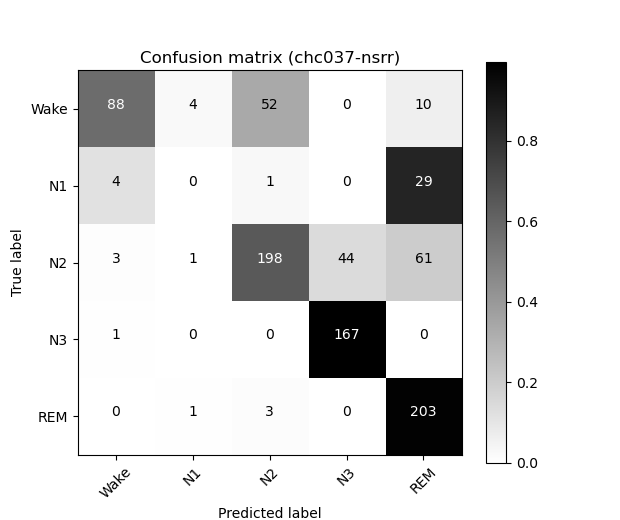 Confusion matrix (chc037-nsrr)
Wake 88 4 52 0 10
N1 4 0 1 0 29
N2 3 1 198 44 61
N3 1 0 0 167 0
REM 0 1 3 0 203
Wake N1 N2 N3 REM
Predicted label
True label
0.8
0.6
0.4
0.2
0.0